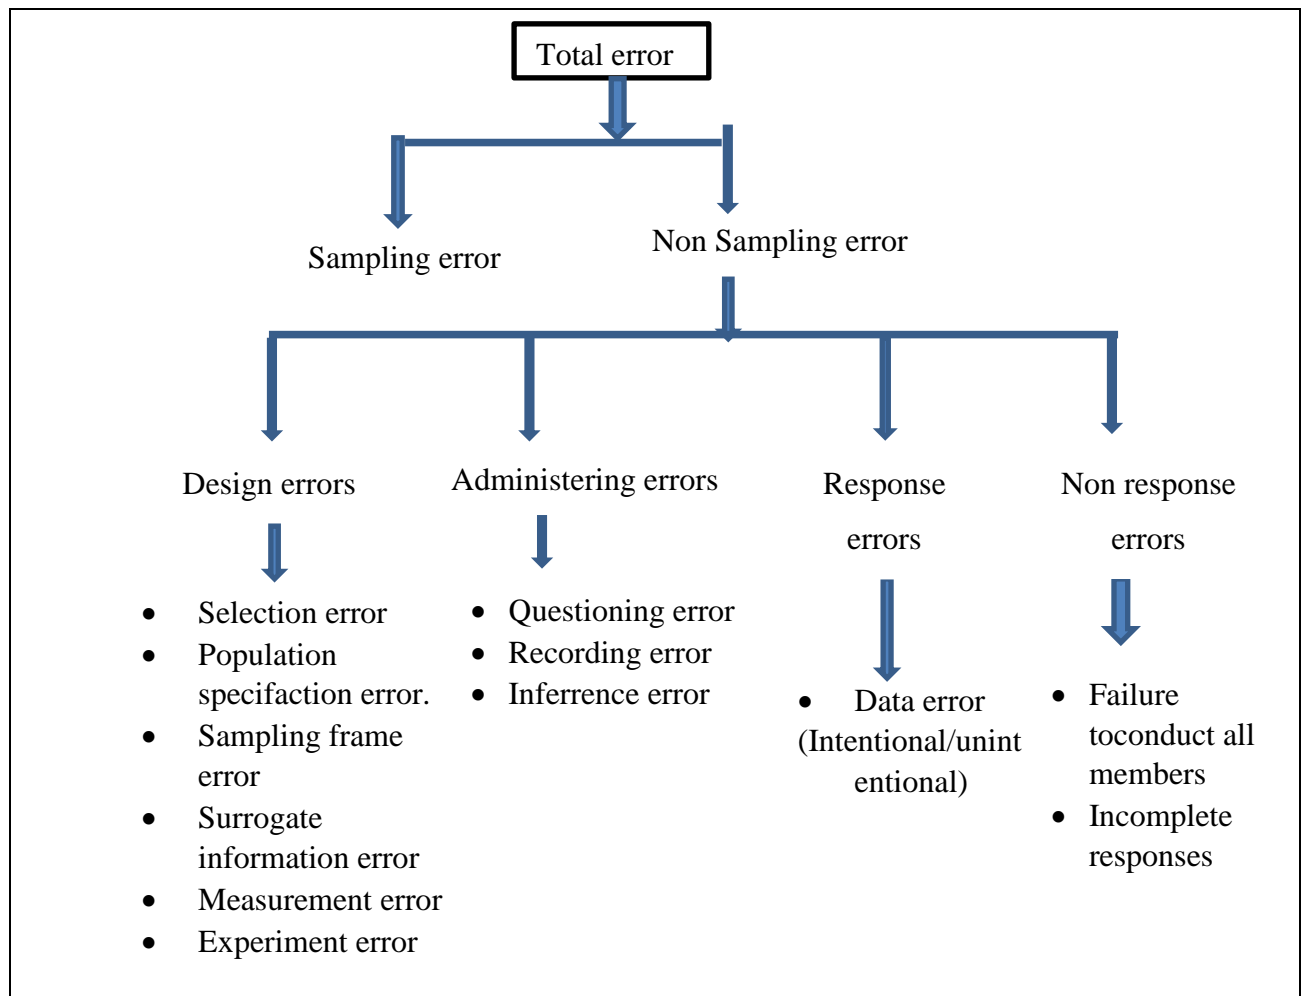 Total error
Sampling error
Non Sampling error
Design errors
Administering errors
Response
errors
Non response
errors
• Selection error
• Population
specifaction error.
• Sampling frame
error
• Surrogate
information error
• Measurement error
• Experiment error
• Questioning error
• Recording error
• Inferrence error
• Data error
(Intentional/unint
entional)
• Failure
toconduct all
members
• Incomplete
responses